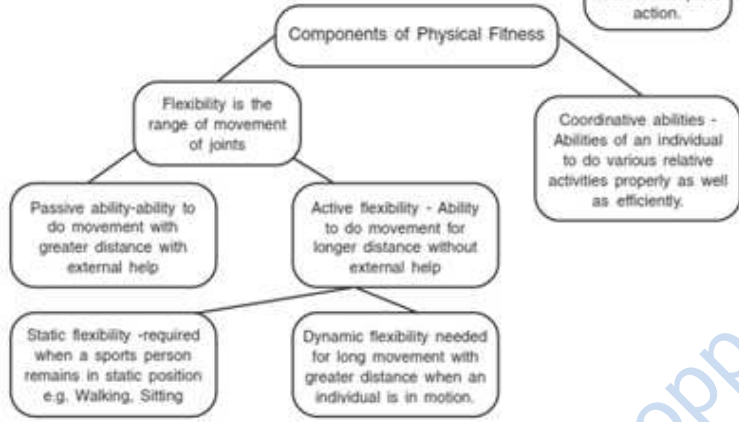 action.
Components of Physical Fitness
Flexibility is the
range of movement
of joints
Coordinative abilities -
Abilities of an individual
to do various relative
activities properly as well
as efficiently.
Passive ability-ability to
do movement with
greater distance with
external help
Active flexibility - Ability
to do movement for
longer distance without
external help
Static flexibility -required
when a sports person
remains in static position
e.g. Walking, Sitting
Dynamic flexibility needed
for long movement with
greater distance when an
individual is in motion.